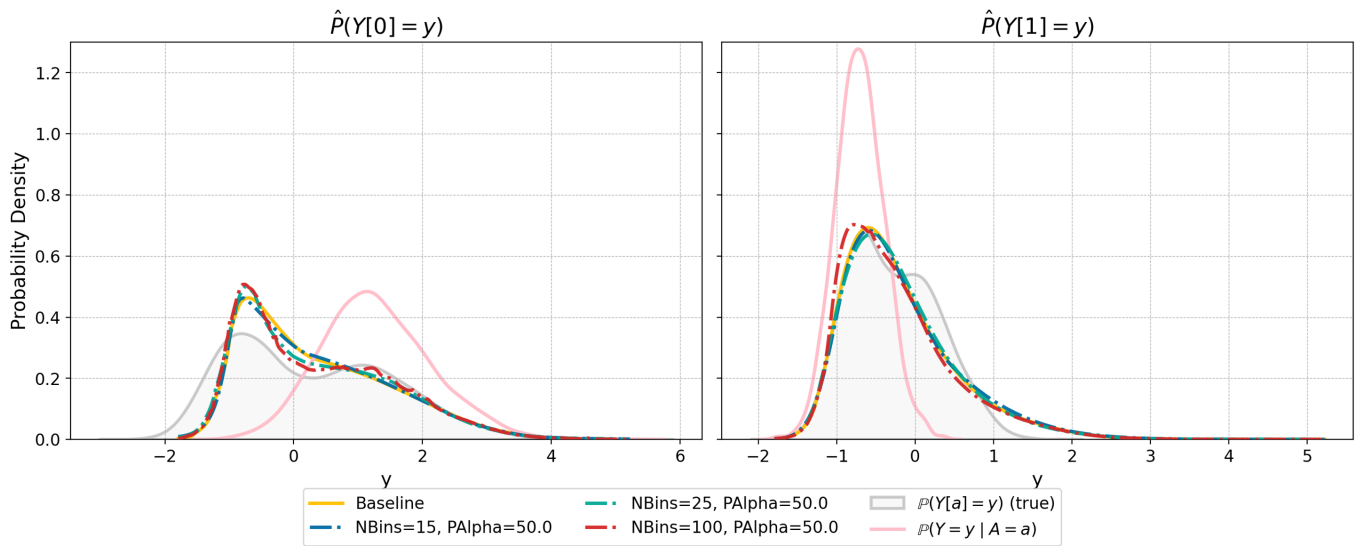 P̂(Y[0] = y)
P̂(Y[1] = y)
Probability Density
1.2
1.0
0.8
0.6
0.4
0.2
0.0
−2
0
2
4
6
y
−2
−1
0
1
2
3
4
5
y
Baseline
NBins=15, PAlpha=50.0
NBins=25, PAlpha=50.0
NBins=100, PAlpha=50.0
ℙ(Y[a] = y) (true)
ℙ(Y = y | A = a)